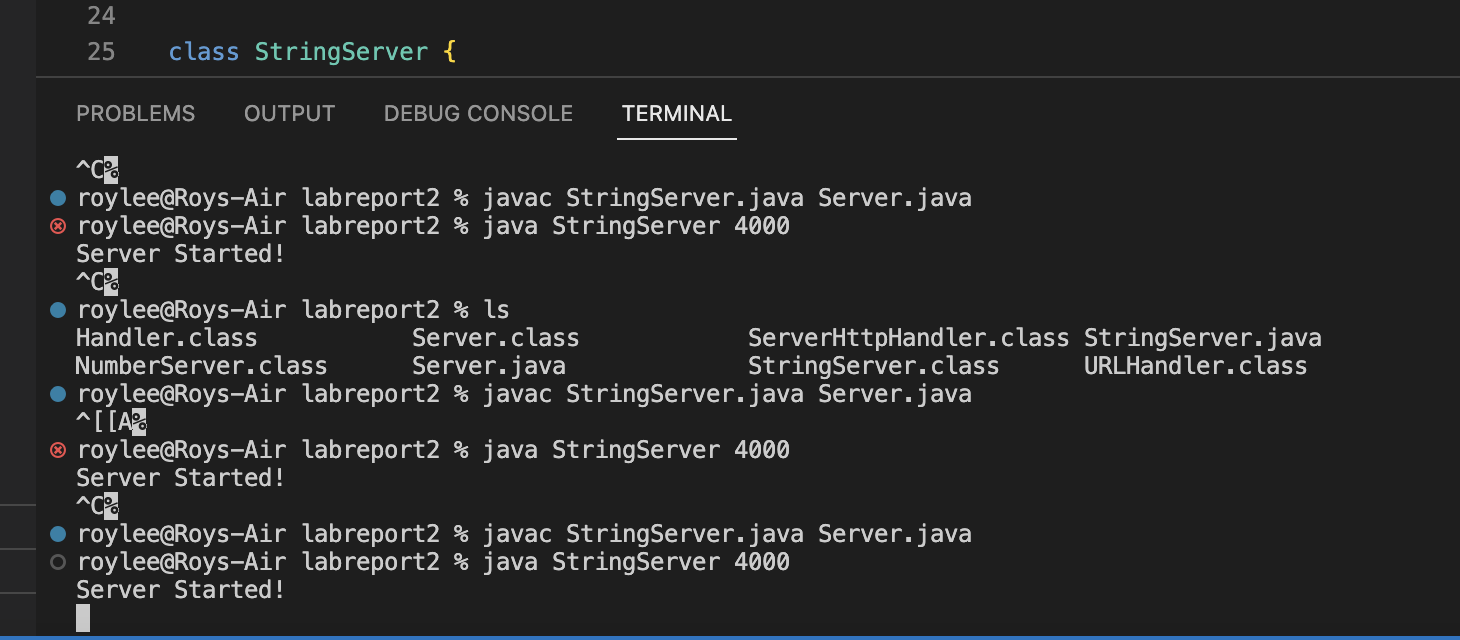 24
25 class StringServer {
PROBLEMS OUTPUT DEBUG CONSOLE TERMINAL
^C%
roylee@Roys-Air labreport2 % javac StringServer.java Server.java
roylee@Roys-Air labreport2 % java StringServer 4000
Server Started!
^C%
roylee@Roys-Air labreport2 % ls
Handler.class Server.class ServerHttpHandler.class StringServer.java
NumberServer.class Server.java StringServer.class URLHandler.class
roylee@Roys-Air labreport2 % javac StringServer.java Server.java
^[[A%
roylee@Roys-Air labreport2 % java StringServer 4000
Server Started!
^C%
roylee@Roys-Air labreport2 % javac StringServer.java Server.java
roylee@Roys-Air labreport2 % java StringServer 4000
Server Started!